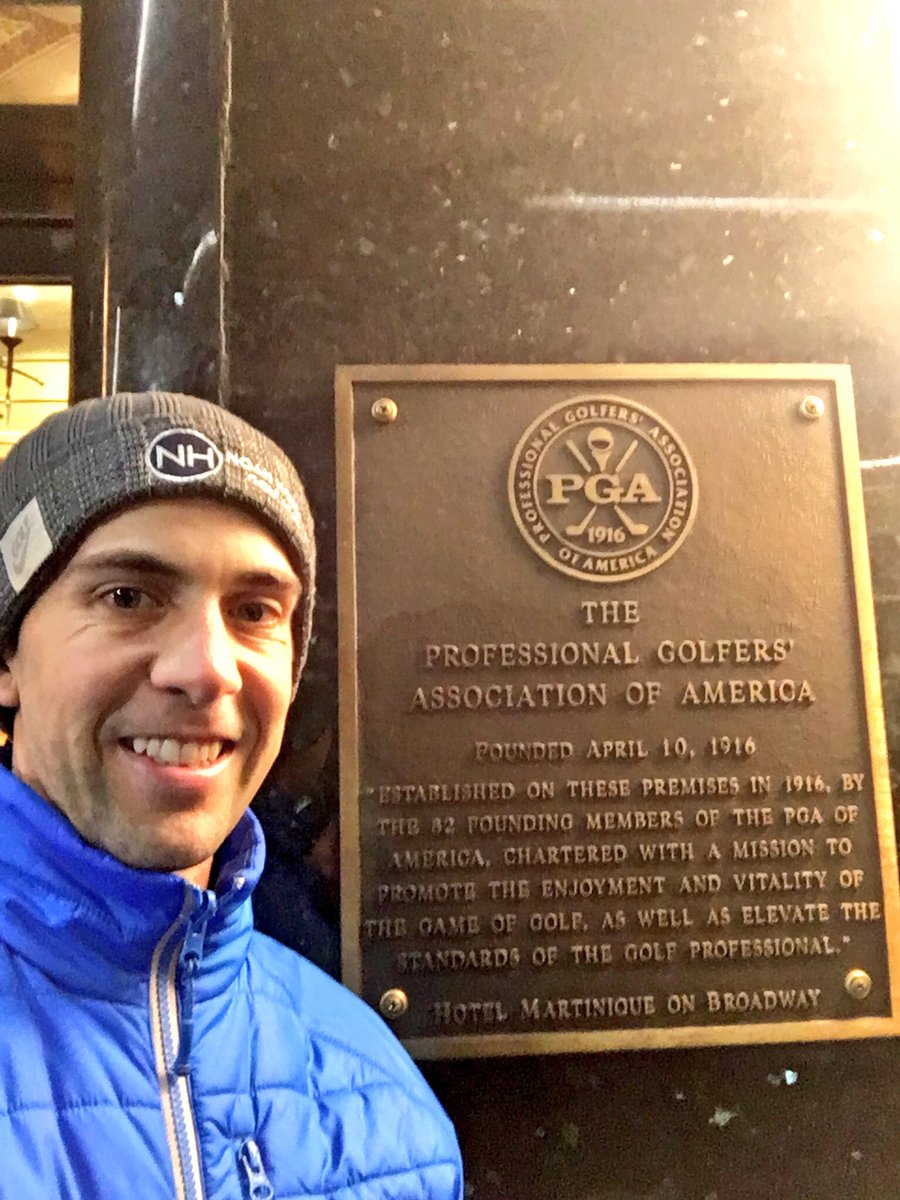 NH
PROFESSIONAL GOLFERS' ASSOCIATION
OF AMERICA
PGA
1916
THE
PROFESSIONAL GOLFERS'
ASSOCIATION OF AMERICA
FOUNDED APRIL 10, 1916
"ESTABLISHED ON THESE PREMISES IN 1916, BY
THE 82 FOUNDING MEMBERS OF THE PGA OF
AMERICA, CHARTERED WITH A MISSION TO
PROMOTE THE ENJOYMENT AND VITALITY OF
THE GAME OF GOLF, AS WELL AS ELEVATE THE
STANDARDS OF THE GOLF PROFESSIONAL."
HOTEL MARTINIQUE ON BROADWAY